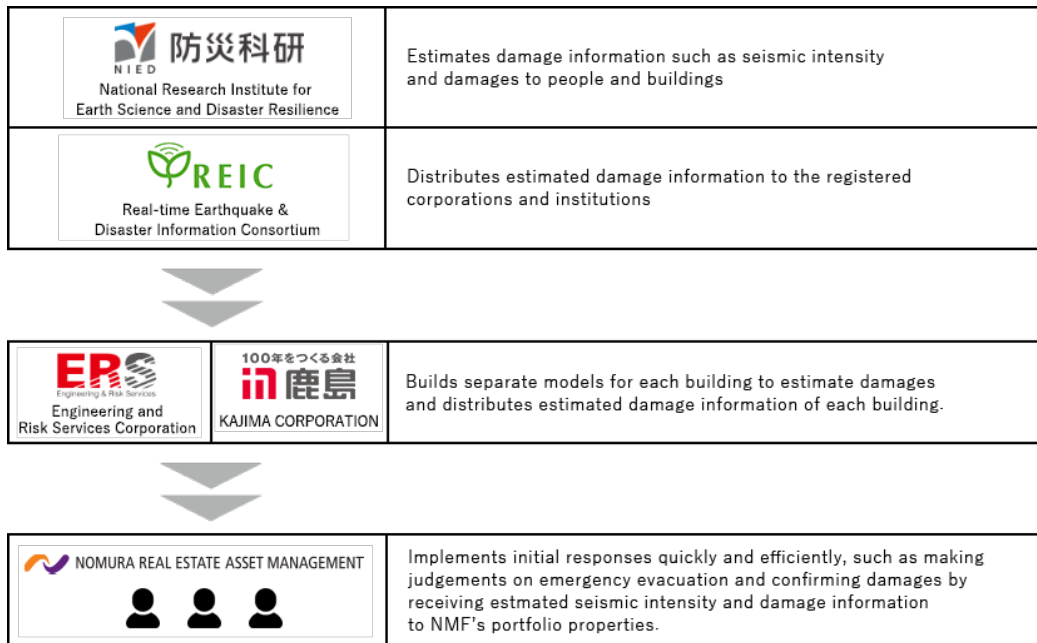 防災科研
NIED
National Research Institute for
Earth Science and Disaster Resilience
Estimates damage information such as seismic intensity
and damages to people and buildings
REIC
Real-time Earthquake &
Disaster Information Consortium
Distributes estimated damage information to the registered
corporations and institutions
ERS
Engineering & Risk Services
Engineering and
Risk Services Corporation
100年をつくる会社
鹿島
KAJIMA CORPORATION
Builds separate models for each building to estimate damages
and distributes estimated damage information of each building.
NOMURA REAL ESTATE ASSET MANAGEMENT
Implements initial responses quickly and efficiently, such as making
judgements on emergency evacuation and confirming damages by
receiving estmated seismic intensity and damage information
to NMF's portfolio properties.